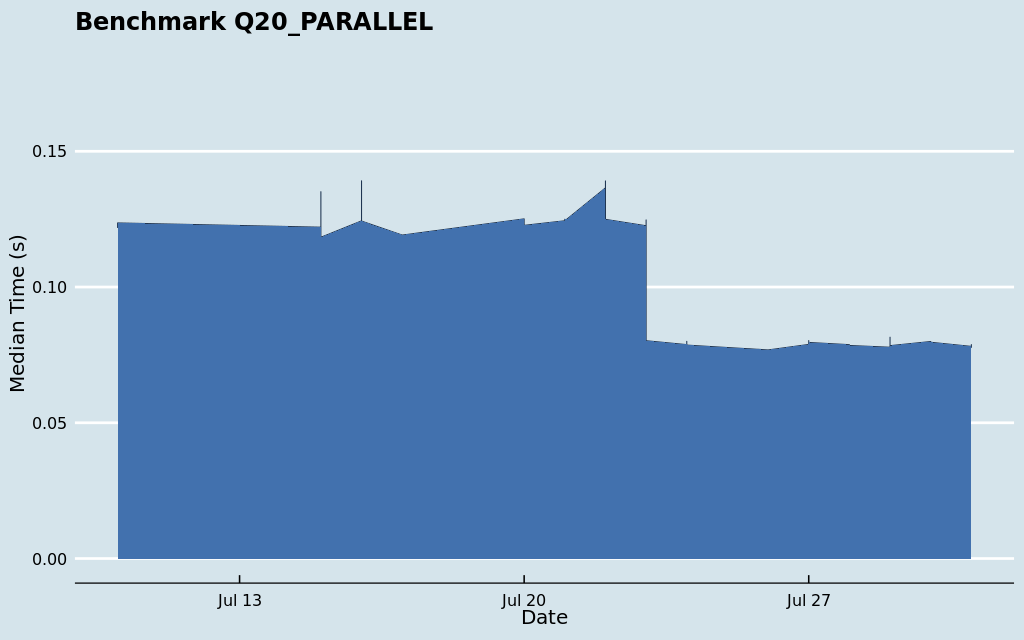 Benchmark Q20_PARALLEL
Median Time (s)
0.15
0.10
0.05
0.00
Jul 13
Jul 20
Jul 27
Date